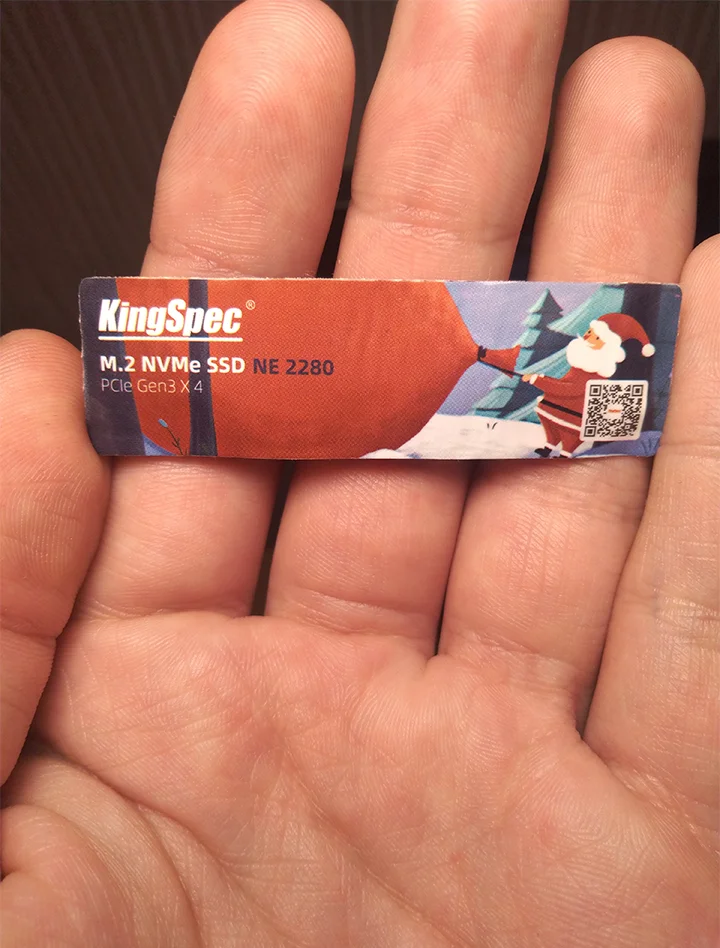 KingSpec®
M.2 NVMe SSD NE 2280
PCIe Gen3 X 4